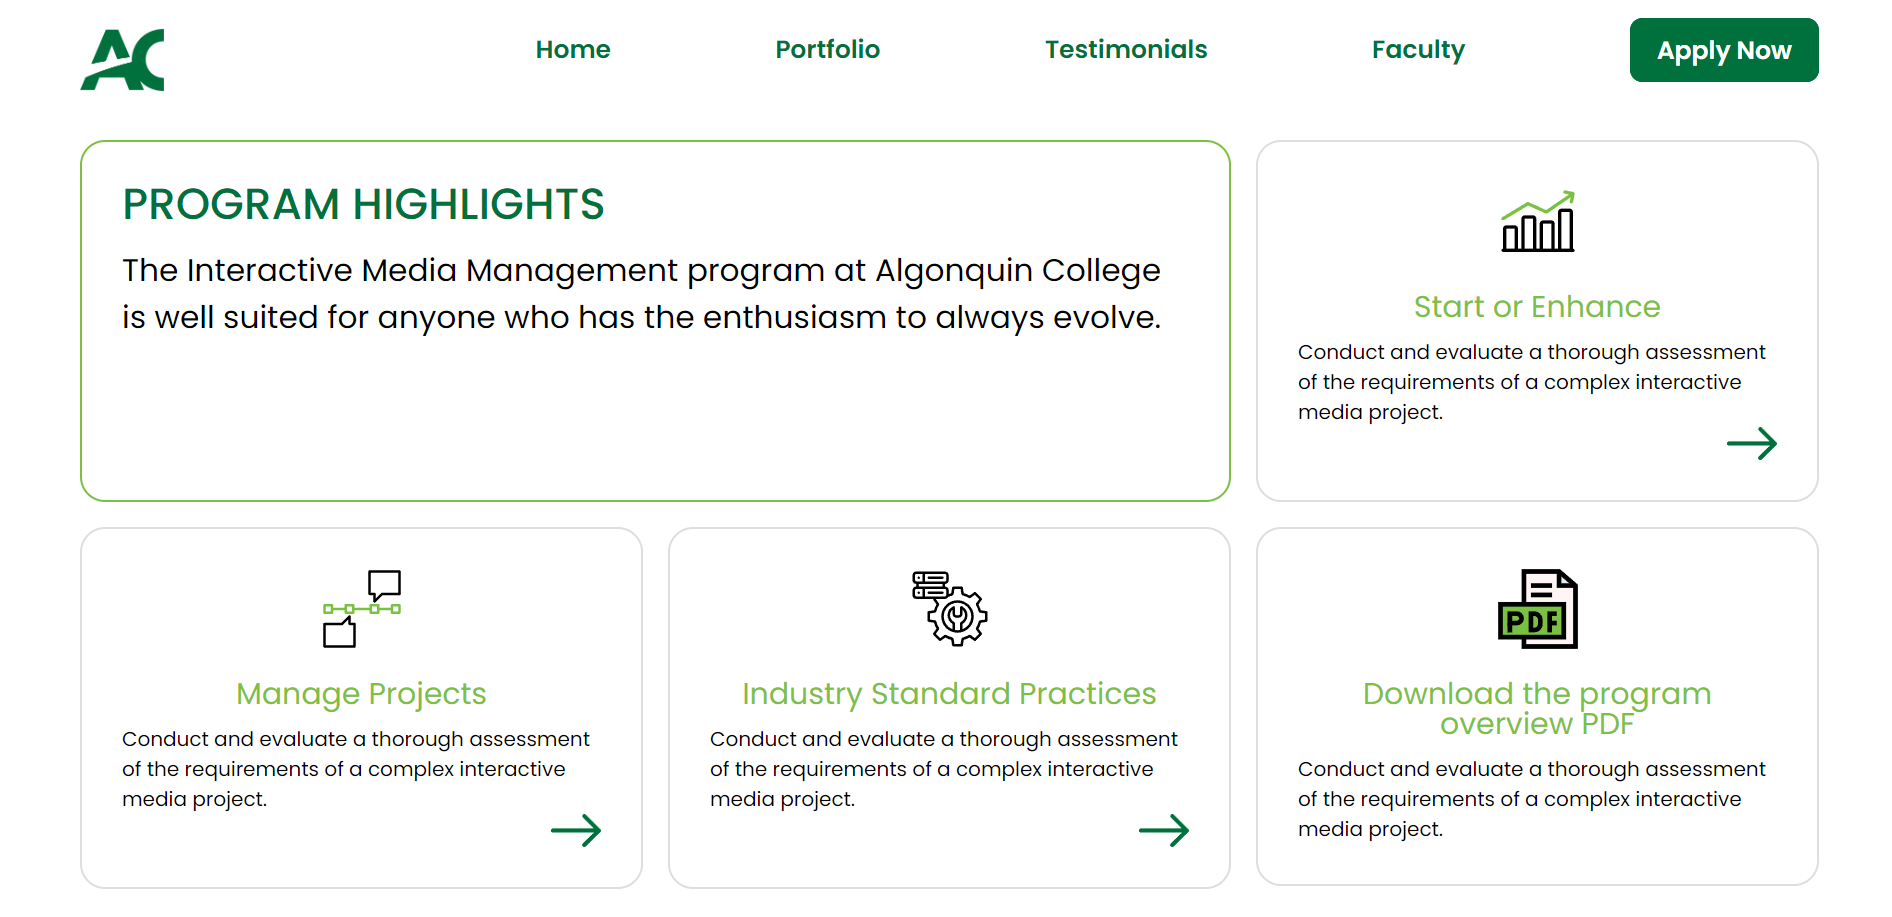 AC
Home
Portfolio
Testimonials
Faculty
Apply Now
PROGRAM HIGHLIGHTS
The Interactive Media Management program at Algonquin College
is well suited for anyone who has the enthusiasm to always evolve.
Start or Enhance
Conduct and evaluate a thorough assessment
of the requirements of a complex interactive
media project.
Manage Projects
Conduct and evaluate a thorough assessment
of the requirements of a complex interactive
media project.
Industry Standard Practices
Conduct and evaluate a thorough assessment
of the requirements of a complex interactive
media project.
PDF
Download the program
overview PDF
Conduct and evaluate a thorough assessment
of the requirements of a complex interactive
media project.